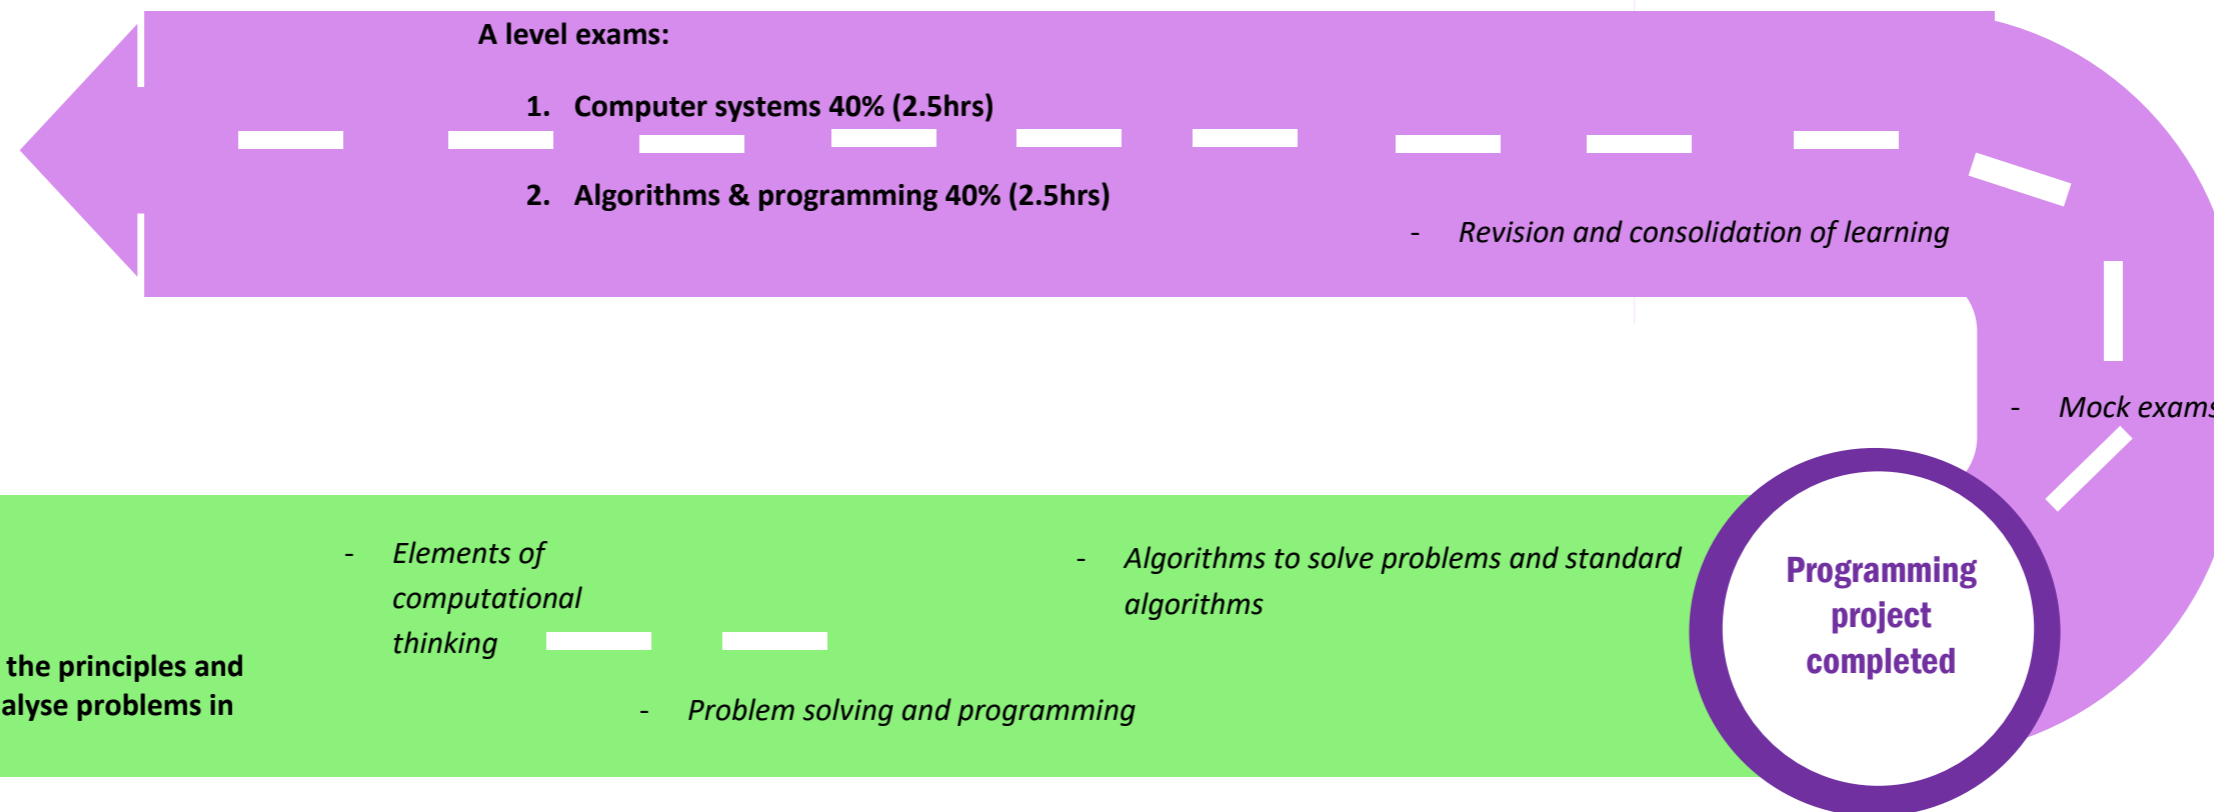 A level exams:
1. Computer systems 40% (2.5hrs)
2. Algorithms & programming 40% (2.5hrs)
- Revision and consolidation of learning
- Mock exams
- Elements of
computational
thinking
- Algorithms to solve problems and standard
algorithms
Programming
project
completed
the principles and
alyse problems in
- Problem solving and programming